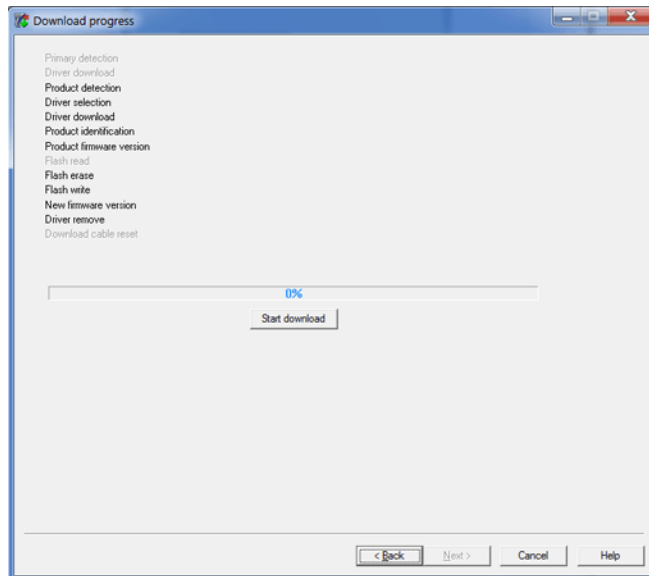 Download progress
Primary detection
Driver download
Product detection
Driver selection
Driver download
Product identification
Product firmware version
Flash read
Flash erase
Flash write
New firmware version
Driver remove
Download cable reset
0%
Start download
< Back Next > Cancel Help